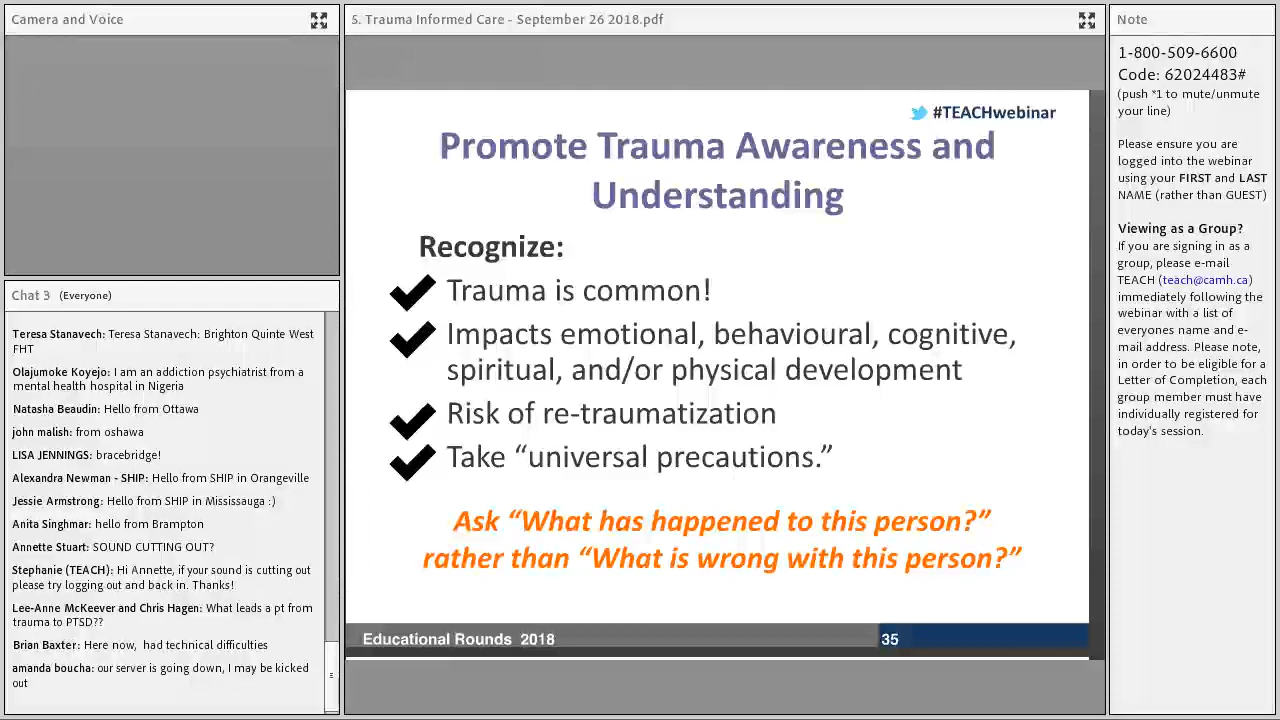 Camera and Voice
5. Trauma Informed Care - September 26 2018.pdf
Note
#TEACHwebinar
Promote Trauma Awareness and
Understanding
Recognize:
Trauma is common!
Impacts emotional, behavioural, cognitive,
spiritual, and/or physical development
Risk of re-traumatization
Take “universal precautions.”
Ask “What has happened to this person?”
rather than “What is wrong with this person?”
Educational Rounds 2018
35
Chat 3 (Everyone)
Teresa Stanavech: Teresa Stanavech: Brighton Quinte West
FHT
Olajumoke Koyejo: I am an addiction psychiatrist from a
mental health hospital in Nigeria
Natasha Beaudin: Hello from Ottawa
john malish: from oshawa
LISA JENNINGS: bracebridge!
Alexandra Newman - SHIP: Hello from SHIP in Orangeville
Jessie Armstrong: Hello from SHIP in Mississauga :)
Anita Singhmar: hello from Brampton
Annette Stuart: SOUND CUTTING OUT?
Stephanie (TEACH): Hi Annette, if your sound is cutting out
please try logging out and back in. Thanks!
Lee-Anne McKeever and Chris Hagen: What leads a pt from
trauma to PTSD??
Brian Baxter: Here now, had technical difficulties
amanda boucha: our server is going down, I may be kicked
out
1-800-509-6600
Code: 62024483#
(push *1 to mute/unmute
your line)
Please ensure you are
logged into the webinar
using your FIRST and LAST
NAME (rather than GUEST)
Viewing as a Group?
If you are signing in as a
group, please e-mail
TEACH (teach@camh.ca)
immediately following the
webinar with a list of
everyones name and e-
mail address. Please note,
in order to be eligible for a
Letter of Completion, each
group member must have
individually registered for
today's session.